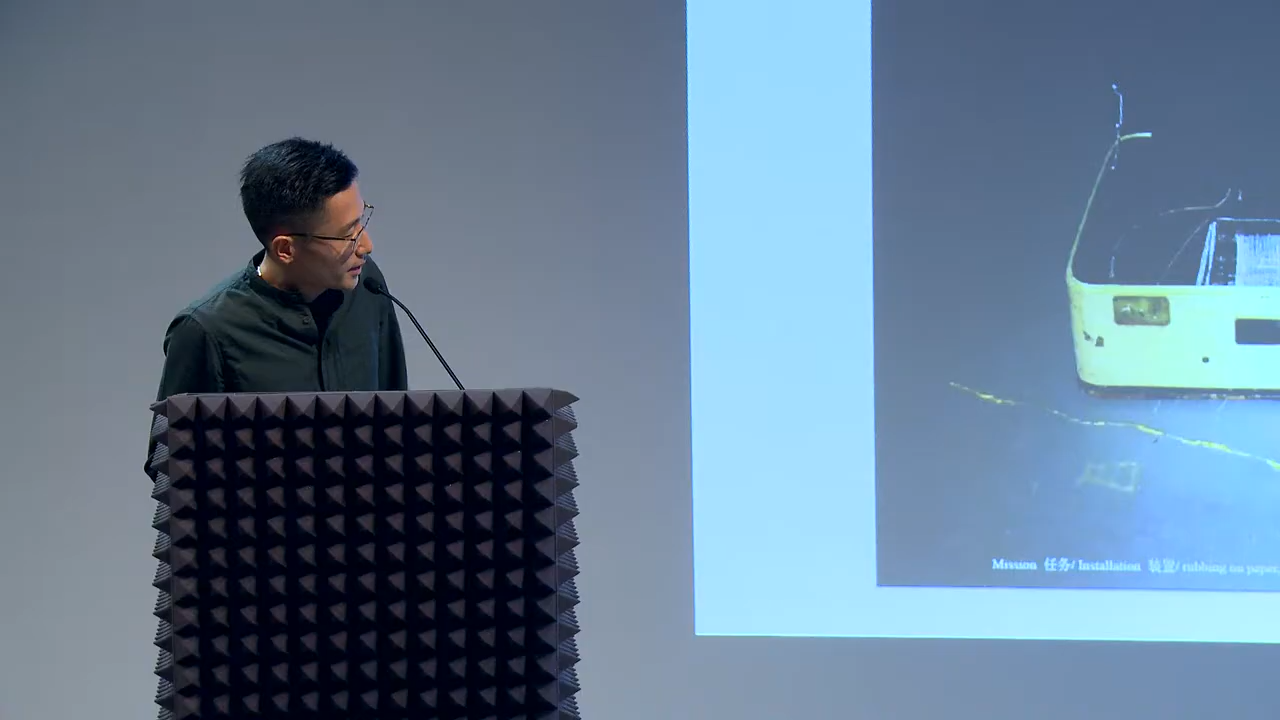 Mission 任务/ Installation 装置/ rubbing on paper,